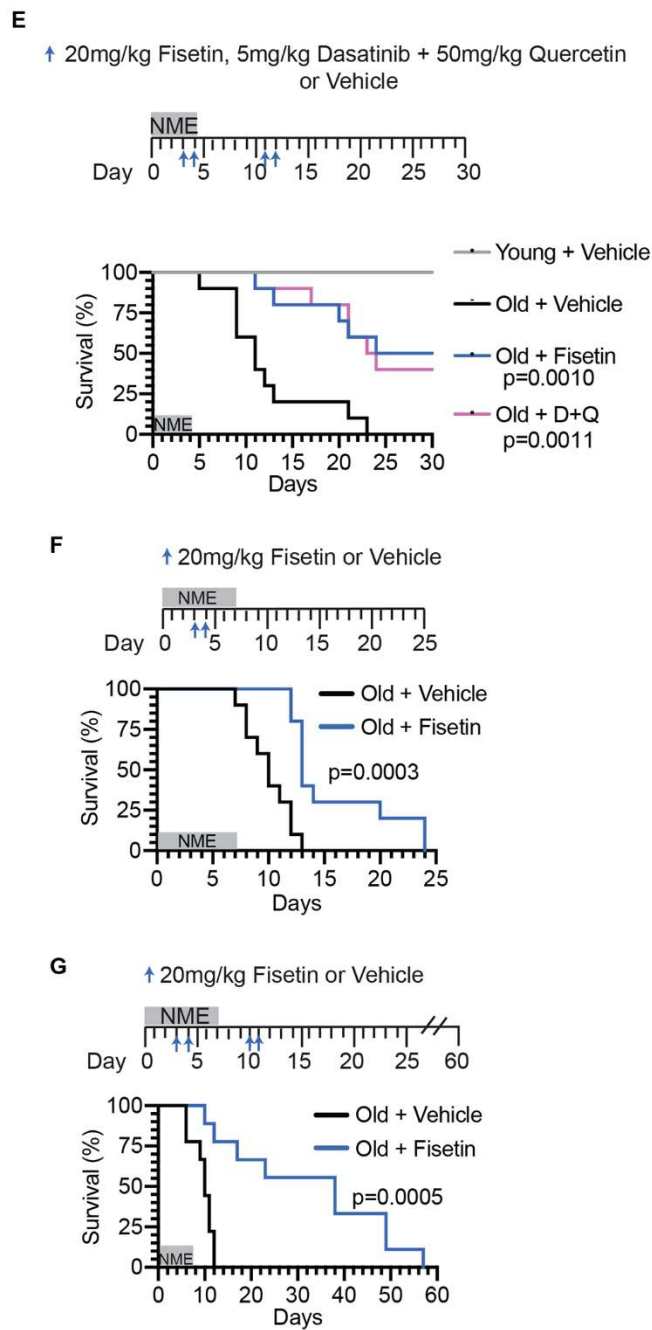 E
20mg/kg Fisetin, 5mg/kg Dasatinib + 50mg/kg Quercetin
or Vehicle
NME
Day 0 5 10 15 20 25 30
Survival (%)
100
75
50
25
0
NME
0 5 10 15 20 25 30
Days
Young + Vehicle
Old + Vehicle
Old + Fisetin
p=0.0010
Old + D+Q
p=0.0011
F
20mg/kg Fisetin or Vehicle
NME
Day 0 5 10 15 20 25
Survival (%)
100
75
50
25
0
Old + Vehicle
Old + Fisetin
p=0.0003
NME
0 5 10 15 20 25
Days
G
20mg/kg Fisetin or Vehicle
NME
Day 0 5 10 15 20 25 60
Survival (%)
100
75
50
25
0
Old + Vehicle
Old + Fisetin
p=0.0005
NME
0 10 20 30 40 50 60
Days